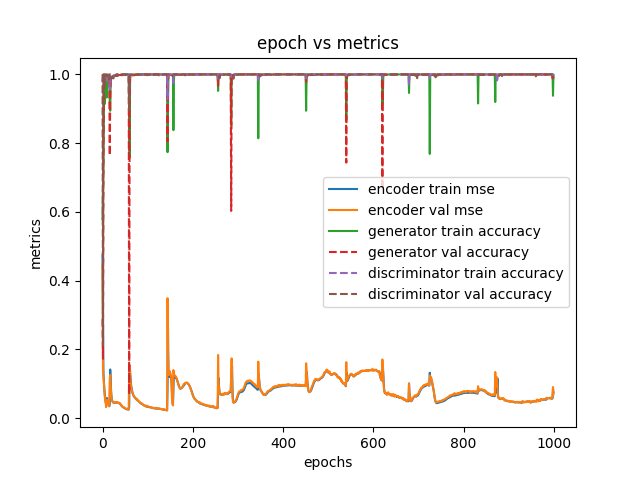 epoch vs metrics
1.0
0.8
0.6
0.4
0.2
0.0
metrics
encoder train mse
encoder val mse
generator train accuracy
generator val accuracy
discriminator train accuracy
discriminator val accuracy
0
200
400
600
800
1000
epochs